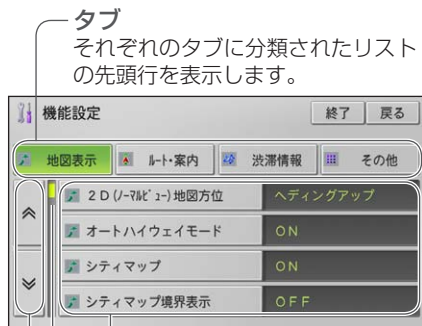 タブ
それぞれのタブに分類されたリスト
の先頭行を表示します。
機能設定 終了 戻る
地図表示 ルート・案内 渋滞情報 その他
2D(ノーマルビュー)地図方位 ヘディングアップ
オートハイウェイモード ON
シティマップ ON
シティマップ境界表示 OFF